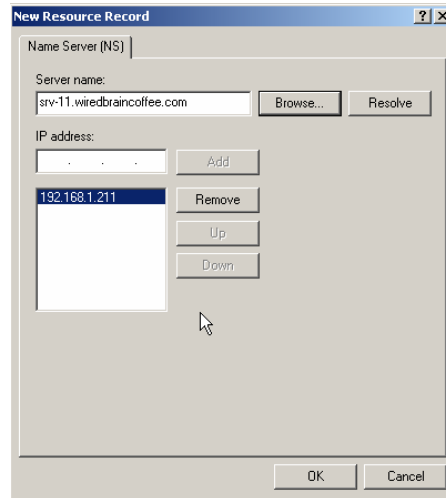 New Resource Record
Name Server (NS)
Server name:
srv-11.wiredbraincoffee.com
Browse...
Resolve
IP address:
. . .
Add
192.168.1.211
Remove
Up
Down
OK
Cancel